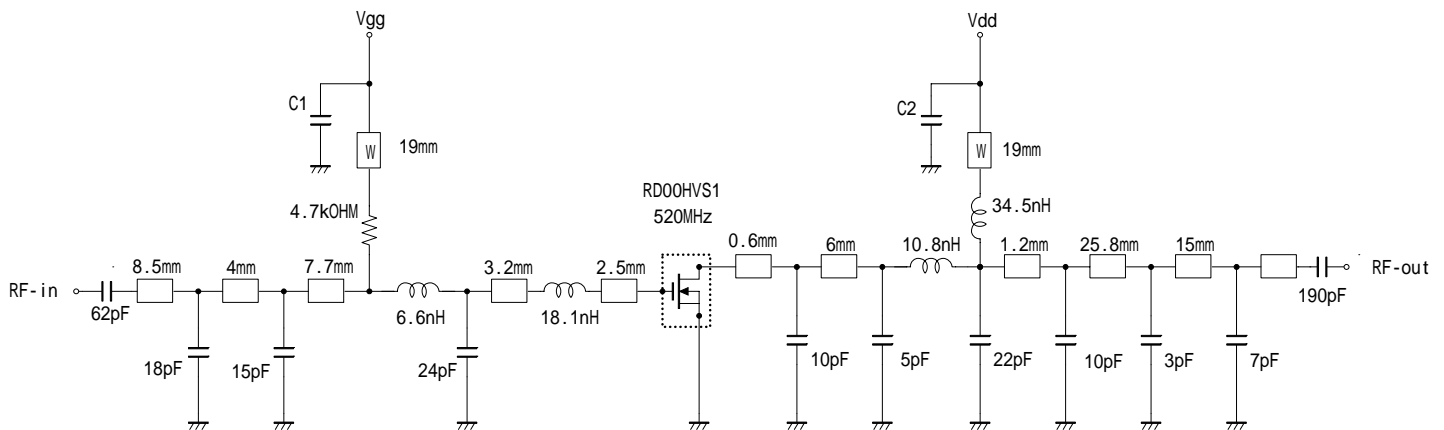 Vgg
Vdd
C1
C2
W
19mm
W
19mm
RD00HVS1
520MHz
4.7kOHM
34.5nH
0.6mm
6mm
10.8nH
1.2mm
25.8mm
15mm
8.5mm
4mm
7.7mm
3.2mm
2.5mm
RF-in
RF-out
62pF
6.6nH
18.1nH
190pF
18pF
15pF
24pF
10pF
5pF
22pF
10pF
3pF
7pF